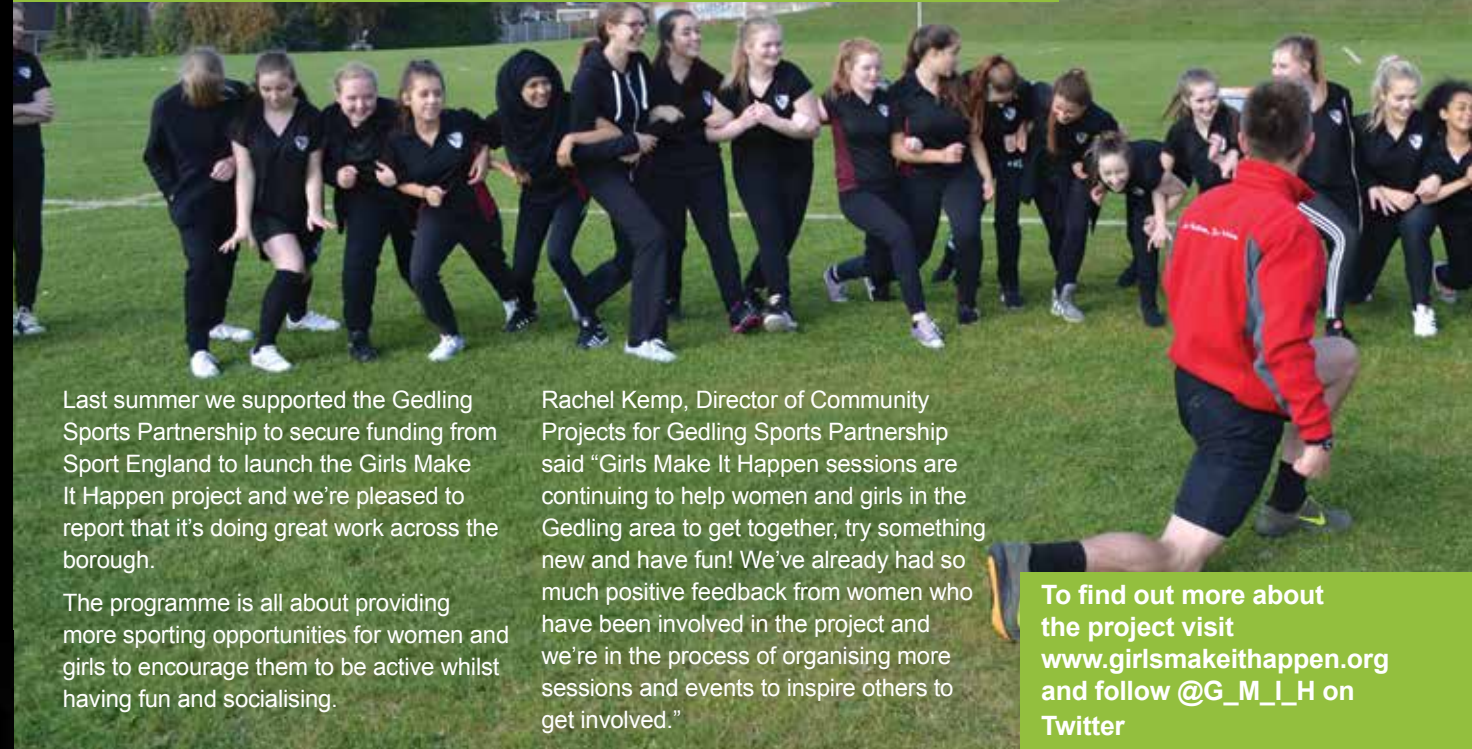 Last summer we supported the Gedling
Sports Partnership to secure funding from
Sport England to launch the Girls Make
It Happen project and we’re pleased to
report that it’s doing great work across the
borough.
The programme is all about providing
more sporting opportunities for women and
girls to encourage them to be active whilst
having fun and socialising.
Rachel Kemp, Director of Community
Projects for Gedling Sports Partnership
said “Girls Make It Happen sessions are
continuing to help women and girls in the
Gedling area to get together, try something
new and have fun! We’ve already had so
much positive feedback from women who
have been involved in the project and
we’re in the process of organising more
sessions and events to inspire others to
get involved.”
To find out more about
the project visit
www.girlsmakeithappen.org
and follow @G_M_I_H on
Twitter